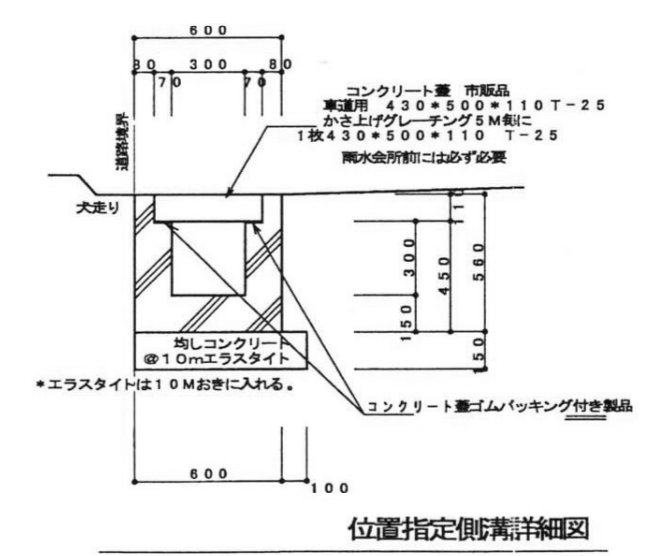 600
80 300 80
70 70
コンクリート蓋 市販品
車道用 430*500*110T-25
かさ上げグレーチング5M毎に
1枚430*500*110 T-25
雨水会所前には必ず必要
道路境界
犬走り
110
300
450
560
150
150
均しコンクリート
@10mエラスタイト
*エラスタイトは10Mおきに入れる。
コンクリート蓋ゴムパッキング付き製品
600
100
位置指定側溝詳細図